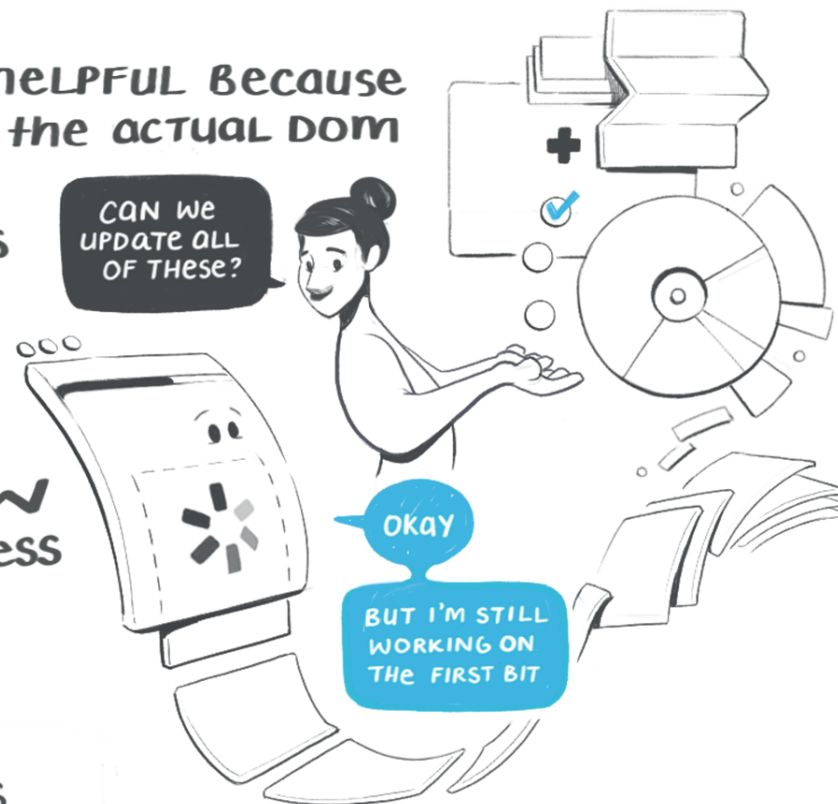 HELPFUL BECAUSE
the ACTUAL DOM
CAN WE
UPDATE ALL
OF THESE?
OKAY
BUT I'M STILL
WORKING ON
THE FIRST BIT